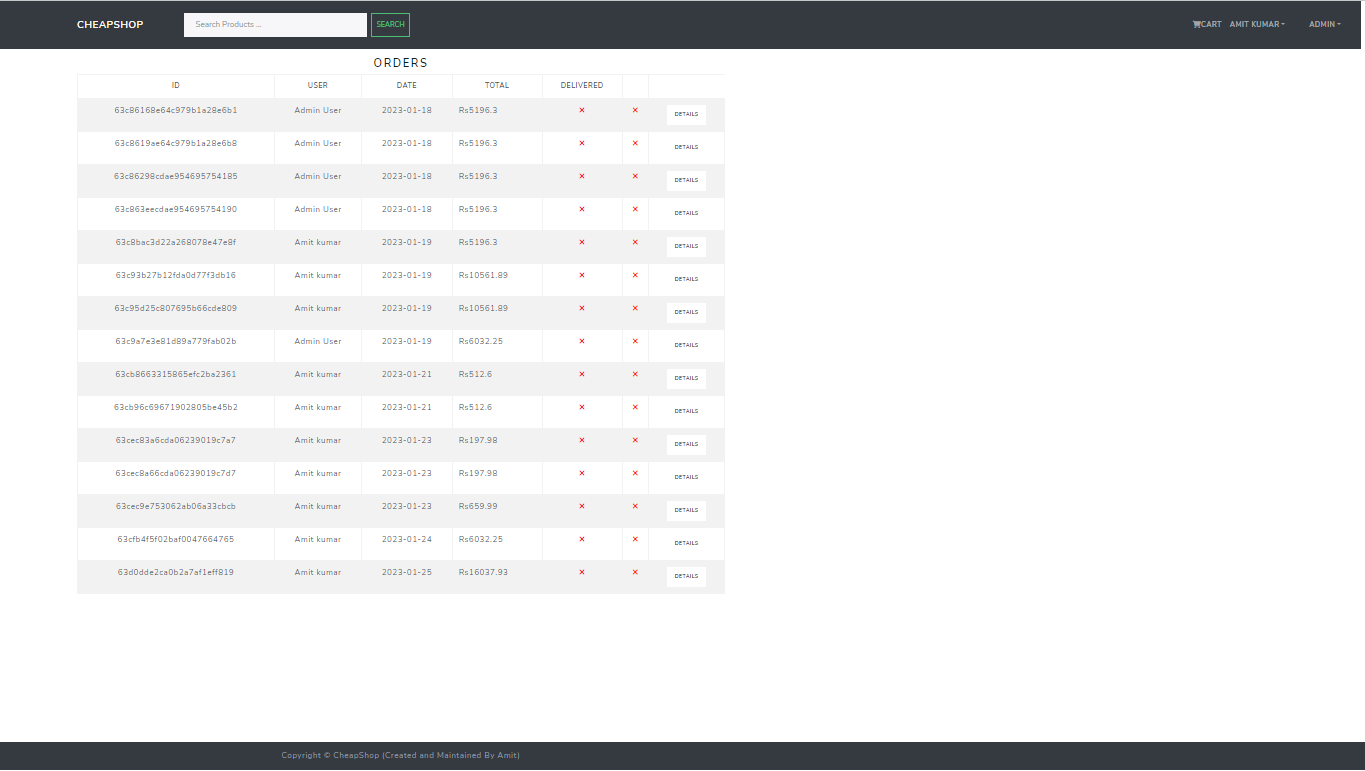 CHEAPSHOP Search Products ... SEARCH CART AMIT KUMAR ADMIN
ORDERS
ID USER DATE TOTAL DELIVERED
63c86168e64c979b1a28e6b1 Admin User 2023-01-18 Rs5196.3 × × DETAILS
63c8619ae64c979b1a28e6b8 Admin User 2023-01-18 Rs5196.3 × × DETAILS
63c86298cdae954695754185 Admin User 2023-01-18 Rs5196.3 × × DETAILS
63c863eecdae954695754190 Admin User 2023-01-18 Rs5196.3 × × DETAILS
63c8bac3d22a268078e47e8f Amit kumar 2023-01-19 Rs5196.3 × × DETAILS
63c93b27b12fda0d77f3db16 Amit kumar 2023-01-19 Rs10561.89 × × DETAILS
63c95d25c807695b66cde809 Amit kumar 2023-01-19 Rs10561.89 × × DETAILS
63c9a7e3e81d89a779fab02b Admin User 2023-01-19 Rs6032.25 × × DETAILS
63cb8663315865efc2ba2361 Amit kumar 2023-01-21 Rs512.6 × × DETAILS
63cb96c69671902805be45b2 Amit kumar 2023-01-21 Rs512.6 × × DETAILS
63cec83a6cda06239019c7a7 Amit kumar 2023-01-23 Rs197.98 × × DETAILS
63cec8a66cda06239019c7d7 Amit kumar 2023-01-23 Rs197.98 × × DETAILS
63cec9e753062ab06a33cbcb Amit kumar 2023-01-23 Rs659.99 × × DETAILS
63cfb4f5f02baf0047664765 Amit kumar 2023-01-24 Rs6032.25 × × DETAILS
63d0dde2ca0b2a7af1eff819 Amit kumar 2023-01-25 Rs16037.93 × × DETAILS
Copyright © CheapShop (Created and Maintained By Amit)